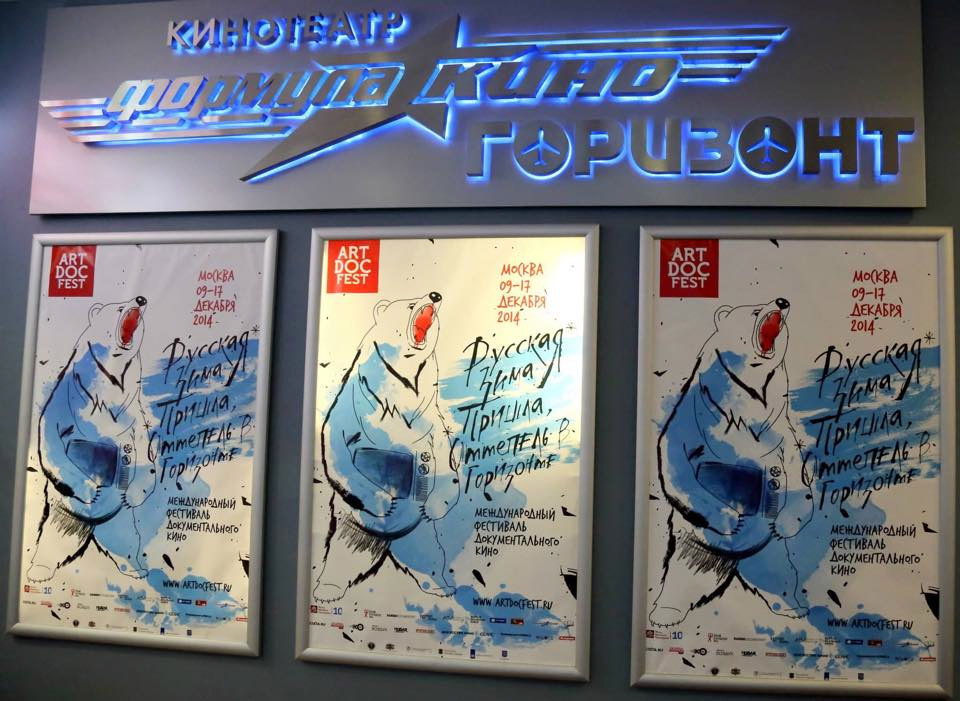 КИНОТЕАТР
ФОРМУЛА КИНО
ГОРИЗОНТ
ART
DOC
FEST
МОСКВА
09-17
ДЕКАБРЯ
2014
Русская*
Зима
Пришла,
Оттепель в
Горизонте
МЕЖДУНАРОДНЫЙ
ФЕСТИВАЛЬ
ДОКУМЕНТАЛЬНОГО
КИНО
WWW.ARTDOCFEST.RU
10
ART
DOC
FEST
МОСКВА
09-17
ДЕКАБРЯ
2014
Русская*
Зима
Пришла,
Оттепель в
Горизонте
МЕЖДУНАРОДНЫЙ
ФЕСТИВАЛЬ
ДОКУМЕНТАЛЬНОГО
КИНО
WWW.ARTDOCFEST.RU
10
ART
DOC
FEST
МОСКВА
09-17
ДЕКАБРЯ
2014
Русская*
Зима
Пришла,
Оттепель в
Горизонте
МЕЖДУНАРОДНЫЙ
ФЕСТИВАЛЬ
ДОКУМЕНТАЛЬНОГО
КИНО
WWW.ARTDOCFEST.RU
10